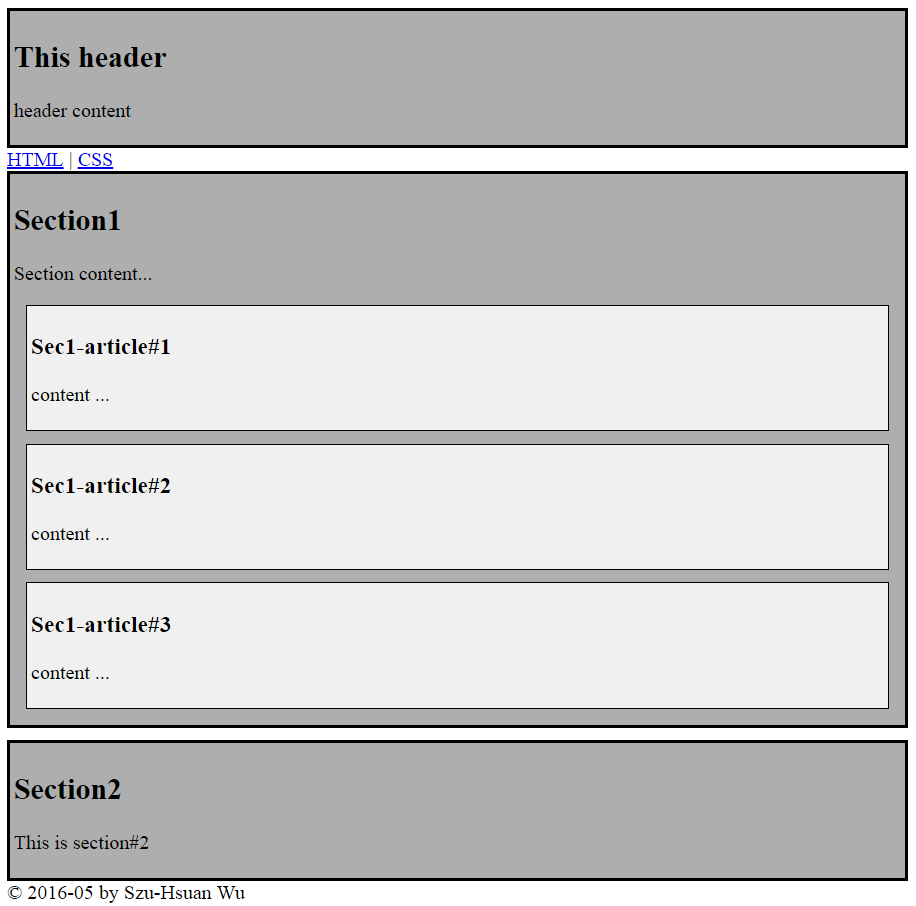 This header
header content
HTML | CSS
Section1
Section content...
Sec1-article#1
content ...
Sec1-article#2
content ...
Sec1-article#3
content ...
Section2
This is section#2
© 2016-05 by Szu-Hsuan Wu